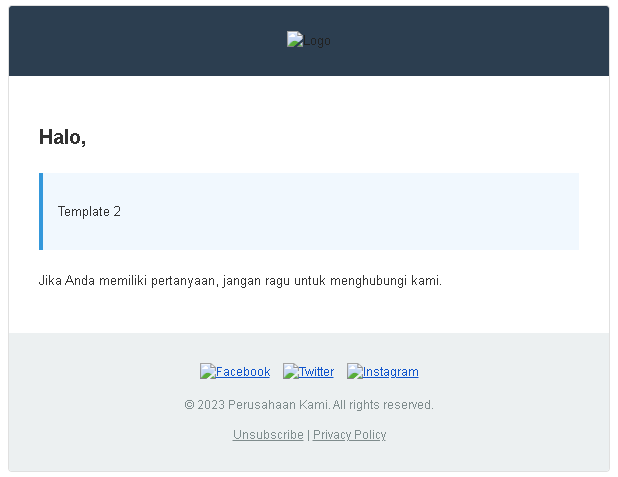 Logo
Halo,
Template 2
Jika Anda memiliki pertanyaan, jangan ragu untuk menghubungi kami.
Facebook Twitter Instagram
© 2023 Perusahaan Kami. All rights reserved.
Unsubscribe | Privacy Policy